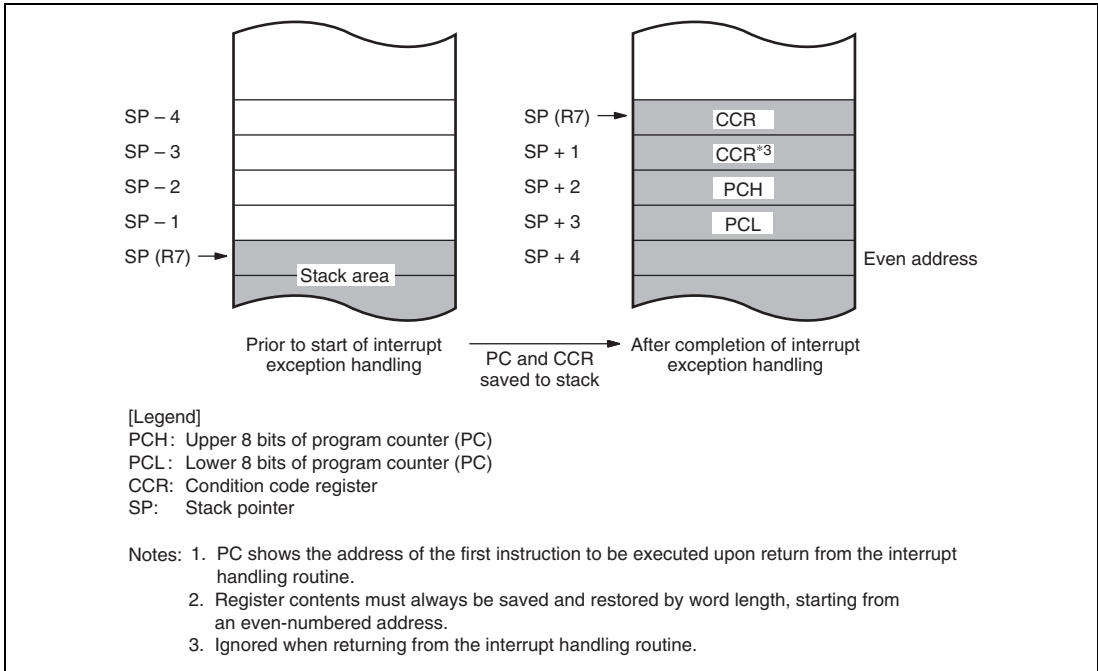 SP – 4
SP – 3
SP – 2
SP – 1
SP (R7)
Stack area
SP (R7)
SP + 1
SP + 2
SP + 3
SP + 4
CCR
CCR*3
PCH
PCL
Even address
Prior to start of interrupt
exception handling
PC and CCR
saved to stack
After completion of interrupt
exception handling
[Legend]
PCH: Upper 8 bits of program counter (PC)
PCL: Lower 8 bits of program counter (PC)
CCR: Condition code register
SP: Stack pointer
Notes: 1. PC shows the address of the first instruction to be executed upon return from the interrupt
handling routine.
2. Register contents must always be saved and restored by word length, starting from
an even-numbered address.
3. Ignored when returning from the interrupt handling routine.